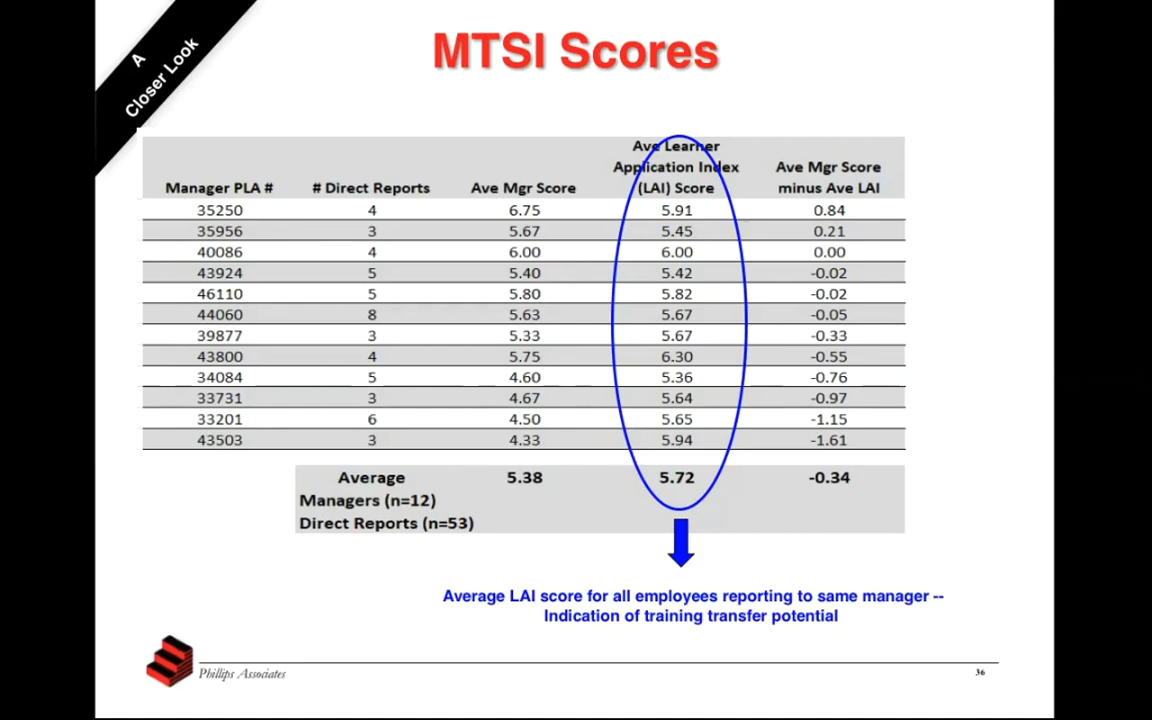 A
Closer Look
MTSI Scores
Manager PLA # # Direct Reports Ave Mgr Score Ave Learner Application Index (LAI) Score Ave Mgr Score minus Ave LAI
35250 4 6.75 5.91 0.84
35956 3 5.67 5.45 0.21
40086 4 6.00 6.00 0.00
43924 5 5.40 5.42 -0.02
46110 5 5.80 5.82 -0.02
44060 8 5.63 5.67 -0.05
39877 3 5.33 5.67 -0.33
43800 4 5.75 6.30 -0.55
34084 5 4.60 5.36 -0.76
33731 3 4.67 5.64 -0.97
33201 6 4.50 5.65 -1.15
43503 3 4.33 5.94 -1.61
Average 5.38 5.72 -0.34
Managers (n=12)
Direct Reports (n=53)
Average LAI score for all employees reporting to same manager --
Indication of training transfer potential
Phillips Associates
36